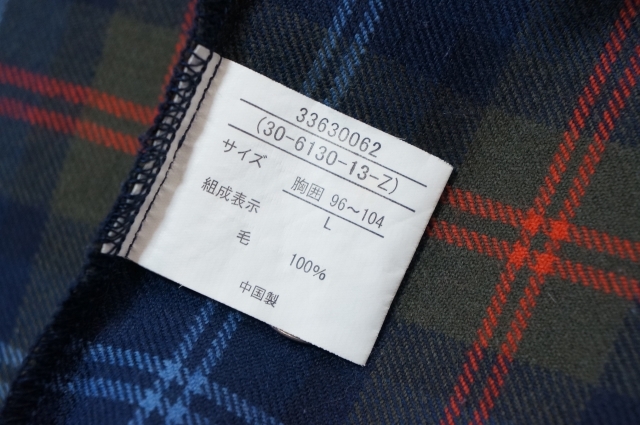 33630062
(30-6130-13-Z)
サイズ 胸囲 96〜104
L
組成表示
毛 100%
中国製